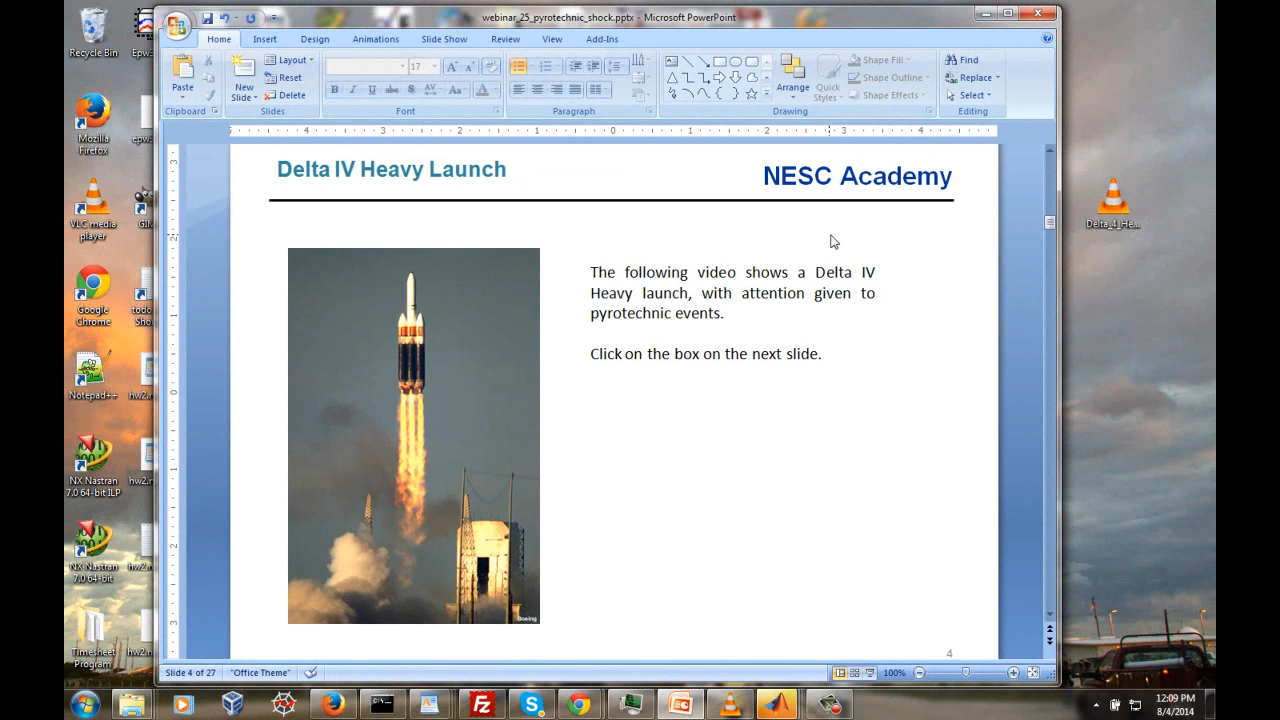 webinar_25_pyrotechnic_shock.pptx - Microsoft PowerPoint
Home Insert Design Animations Slide Show Review View Add-Ins
Paste
Clipboard
New Slide
Layout
Reset
Delete
Slides
17
Font
Paragraph
Arrange
Quick Styles
Shape Fill
Shape Outline
Shape Effects
Drawing
Find
Replace
Select
Editing
Recycle Bin
Mozilla Firefox
VLC media player
Google Chrome
Notepad++
NX Nastran 7.0 64-bit ILP
NX Nastran 7.0 64-bit
Timesheet Program
Delta_4_He...
Delta IV Heavy Launch
NESC Academy
The following video shows a Delta IV
Heavy launch, with attention given to
pyrotechnic events.
Click on the box on the next slide.
Boeing
4
Slide 4 of 27
"Office Theme"
100%
12:09 PM
8/4/2014